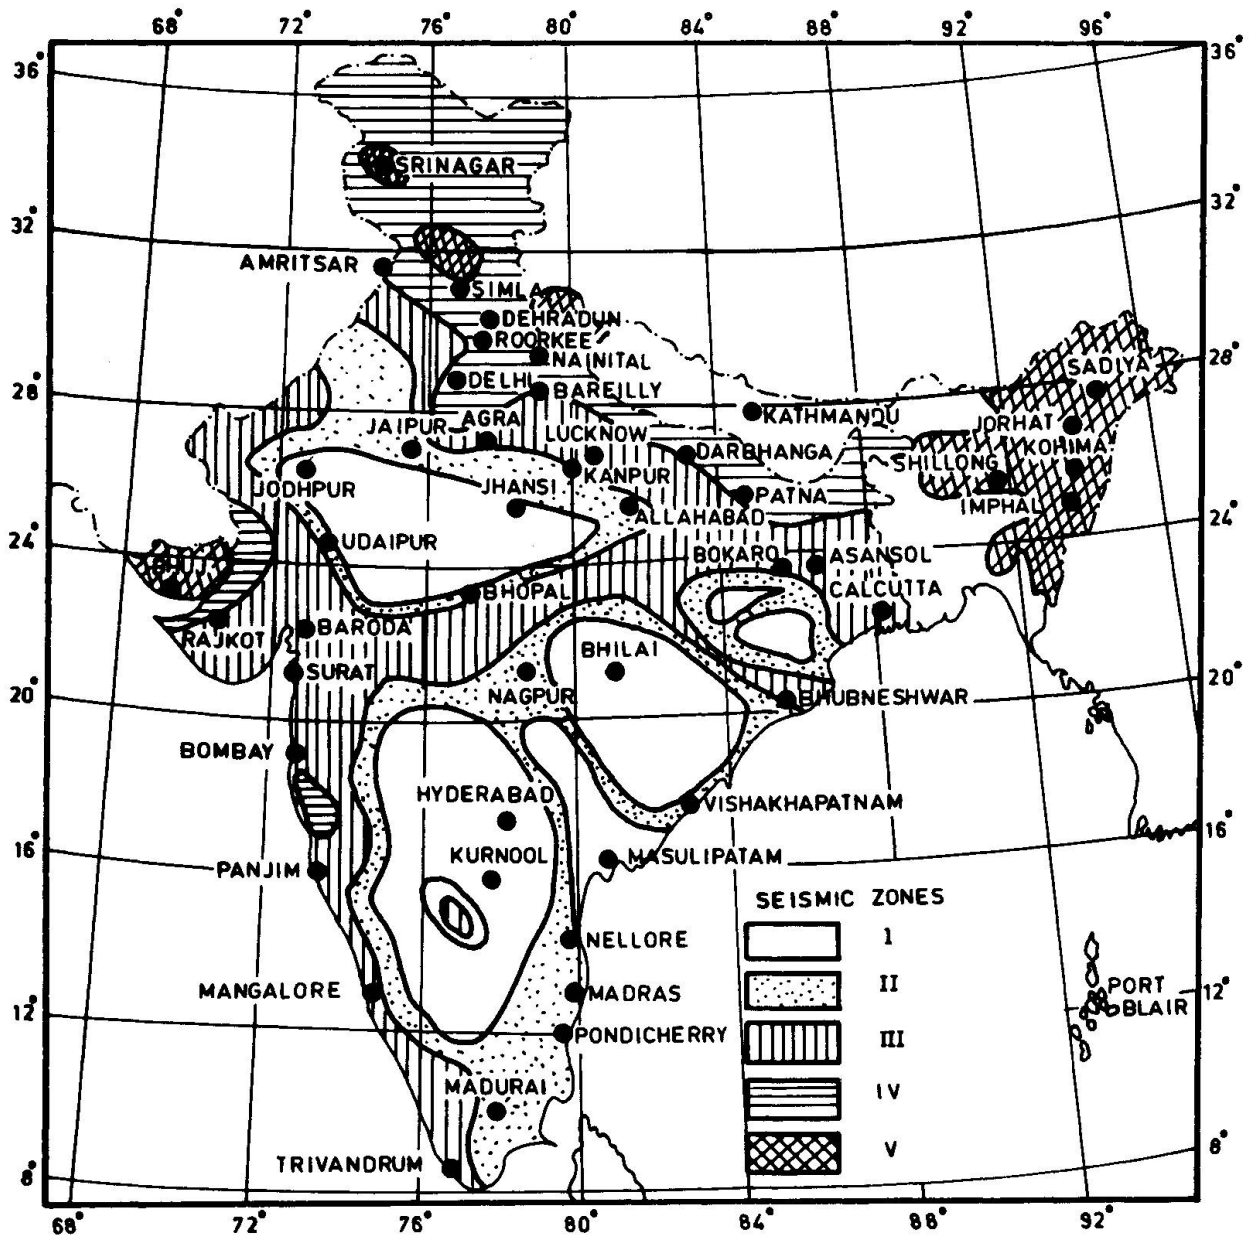 68° 72° 76° 80° 84° 88° 92° 96°
36° 36°
SRINAGAR
32° 32°
AMRITSAR
SIMLA
DEHRADUN
ROORKEE
NAINITAL
28° 28°
SADIYA
DELHI
BAREILLY
KATHMANDU
JAIPUR AGRA
LUCKNOW
JORHAT
KOHIMA
DARBHANGA
SHILLONG
JODHPUR
JHANSI
KANPUR
PATNA
IMPHAL
ALLAHABAD
24° 24°
UDAIPUR
BOKARO ASANSOL
BHOPAL
CALCUTTA
RAJKOT
BARODA
BHILAI
SURAT
20° 20°
NAGPUR
BHUBNESHWAR
BOMBAY
HYDERABAD
VISHAKHAPATNAM
16° 16°
KURNOOL
MASULIPATAM
PANJIM
SEISMIC ZONES
I
NELLORE
II
MANGALORE
MADRAS
PORT
BLAIR
12° 12°
PONDICHERRY
III
MADURAI
IV
TRIVANDRUM
V
8° 8°
68° 72° 76° 80° 84° 88° 92°